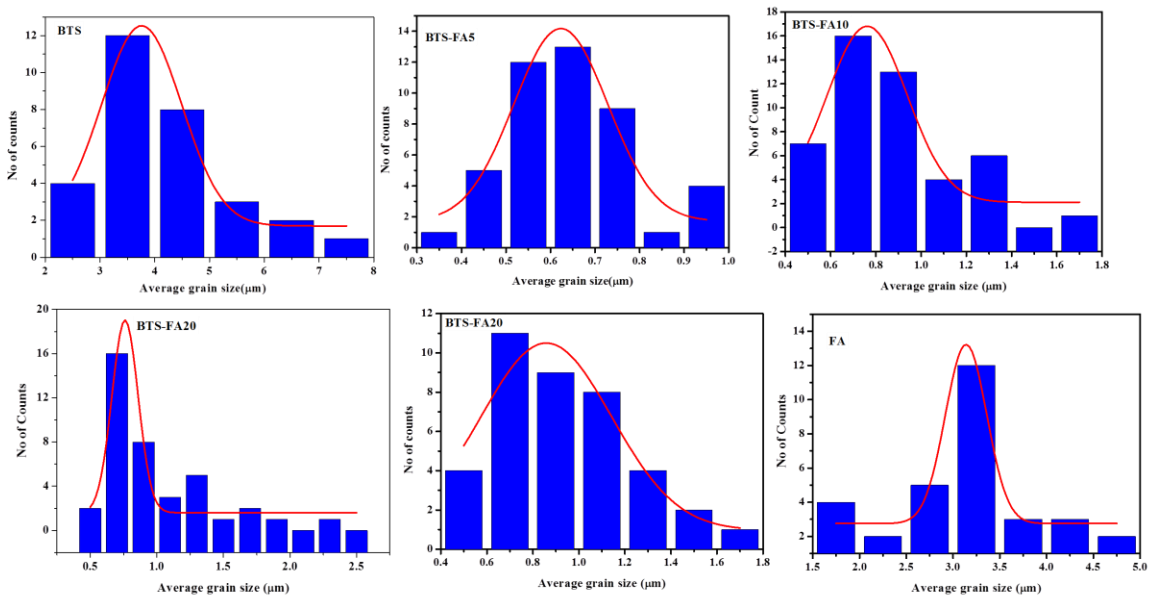 BTS
12
10
8
6
4
2
0
No of counts
2 3 4 5 6 7 8
Average grain size(μm)
BTS-FA5
14
12
10
8
6
4
2
0
No of counts
0.3 0.4 0.5 0.6 0.7 0.8 0.9 1.0
Average grain size(μm)
BTS-FA10
18
16
14
12
10
8
6
4
2
0
-2
No of Count
0.4 0.6 0.8 1.0 1.2 1.4 1.6 1.8
Average grain size (μm)
BTS-FA20
20
16
12
8
4
0
No of Counts
0.5 1.0 1.5 2.0 2.5
Average grain size (μm)
BTS-FA20
12
10
8
6
4
2
0
No of counts
0.4 0.6 0.8 1.0 1.2 1.4 1.6 1.8
Average grain size (μm)
FA
14
12
10
8
6
4
2
0
No of Counts
1.5 2.0 2.5 3.0 3.5 4.0 4.5 5.0
Average grain size (μm)